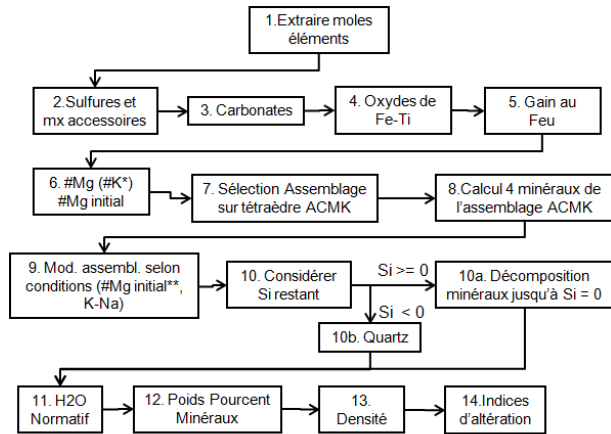 1.Extraire moles
éléments
2.Sulfures et
mx accessoires
3. Carbonates
4. Oxydes de
Fe-Ti
5. Gain au
Feu
6. #Mg (#K*)
#Mg initial
7. Sélection Assemblage
sur tétraèdre ACMK
8.Calcul 4 minéraux de
l'assemblage ACMK
9. Mod. assembl. selon
conditions (#Mg initial**,
K-Na)
10. Considérer
Si restant
Si >= 0
10a. Décomposition
minéraux jusqu'à Si = 0
Si < 0
10b. Quartz
11. H2O
Normatif
12. Poids Pourcent
Minéraux
13.
Densité
14.Indices
d'altération